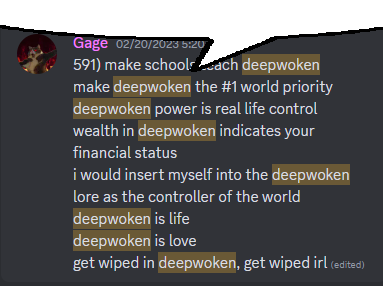 Gage 02/20/2023 5:20
591) make schools teach deepwoken
make deepwoken the #1 world priority
deepwoken power is real life control
wealth in deepwoken indicates your
financial status
i would insert myself into the deepwoken
lore as the controller of the world
deepwoken is life
deepwoken is love
get wiped in deepwoken, get wiped irl (edited)